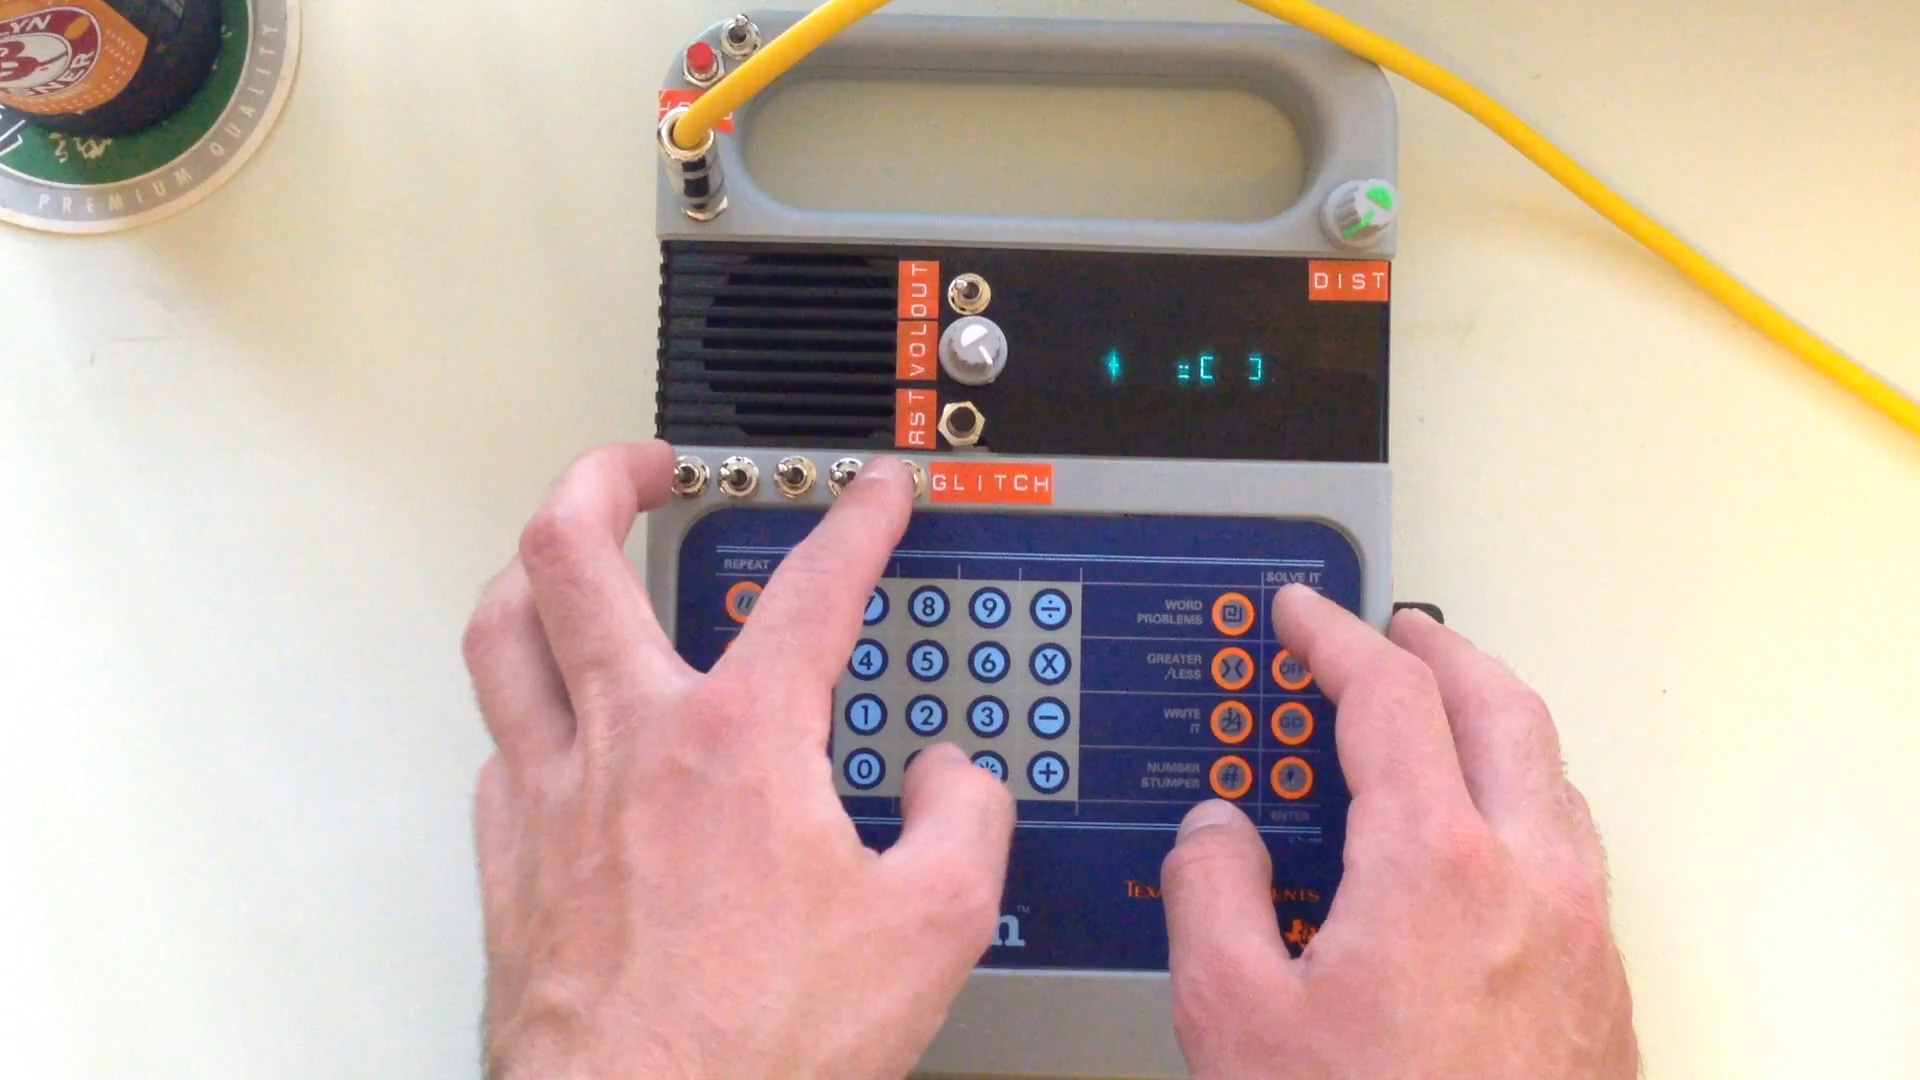 PREMIUM QUALITY
OUT
VOL
RST
DIST
GLITCH
REPEAT
SOLVE IT
8 9 ÷
WORD
PROBLEMS
4 5 6 X
GREATER
/LESS
OFF
1 2 3 −
WRITE
IT
GO
0 +
NUMBER
STUMPER
#
ENTER